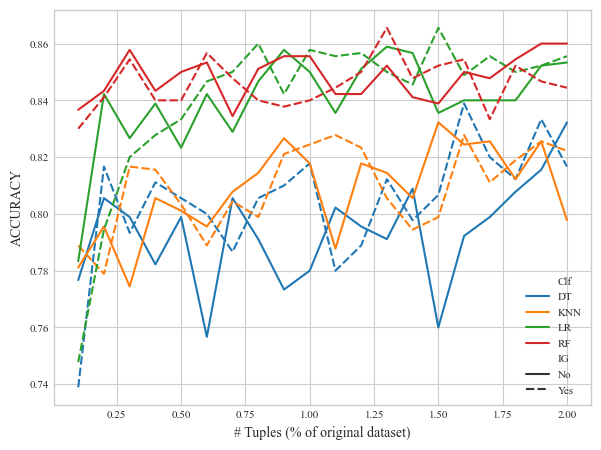 0.86
0.84
0.82
0.80
0.78
0.76
0.74
ACCURACY
Clf
DT
KNN
LR
RF
IG
No
Yes
0.25 0.50 0.75 1.00 1.25 1.50 1.75 2.00
# Tuples (% of original dataset)